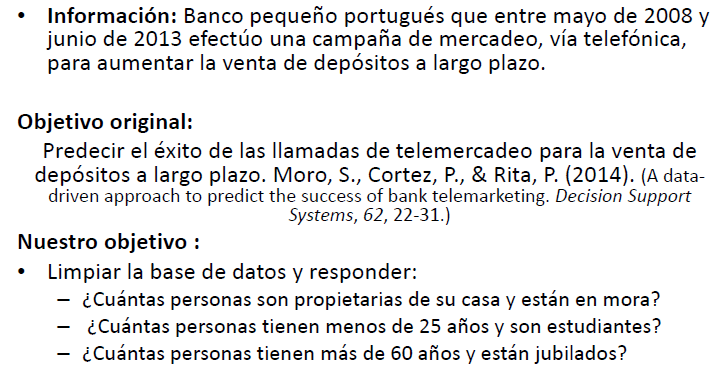 • Información: Banco pequeño portugués que entre mayo de 2008 y
junio de 2013 efectúo una campaña de mercadeo, vía telefónica,
para aumentar la venta de depósitos a largo plazo.
Objetivo original:
Predecir el éxito de las llamadas de telemercadeo para la venta de
depósitos a largo plazo. Moro, S., Cortez, P., & Rita, P. (2014). (A data-
driven approach to predict the success of bank telemarketing. Decision Support
Systems, 62, 22-31.)
Nuestro objetivo :
• Limpiar la base de datos y responder:
– ¿Cuántas personas son propietarias de su casa y están en mora?
– ¿Cuántas personas tienen menos de 25 años y son estudiantes?
– ¿Cuántas personas tienen más de 60 años y están jubilados?